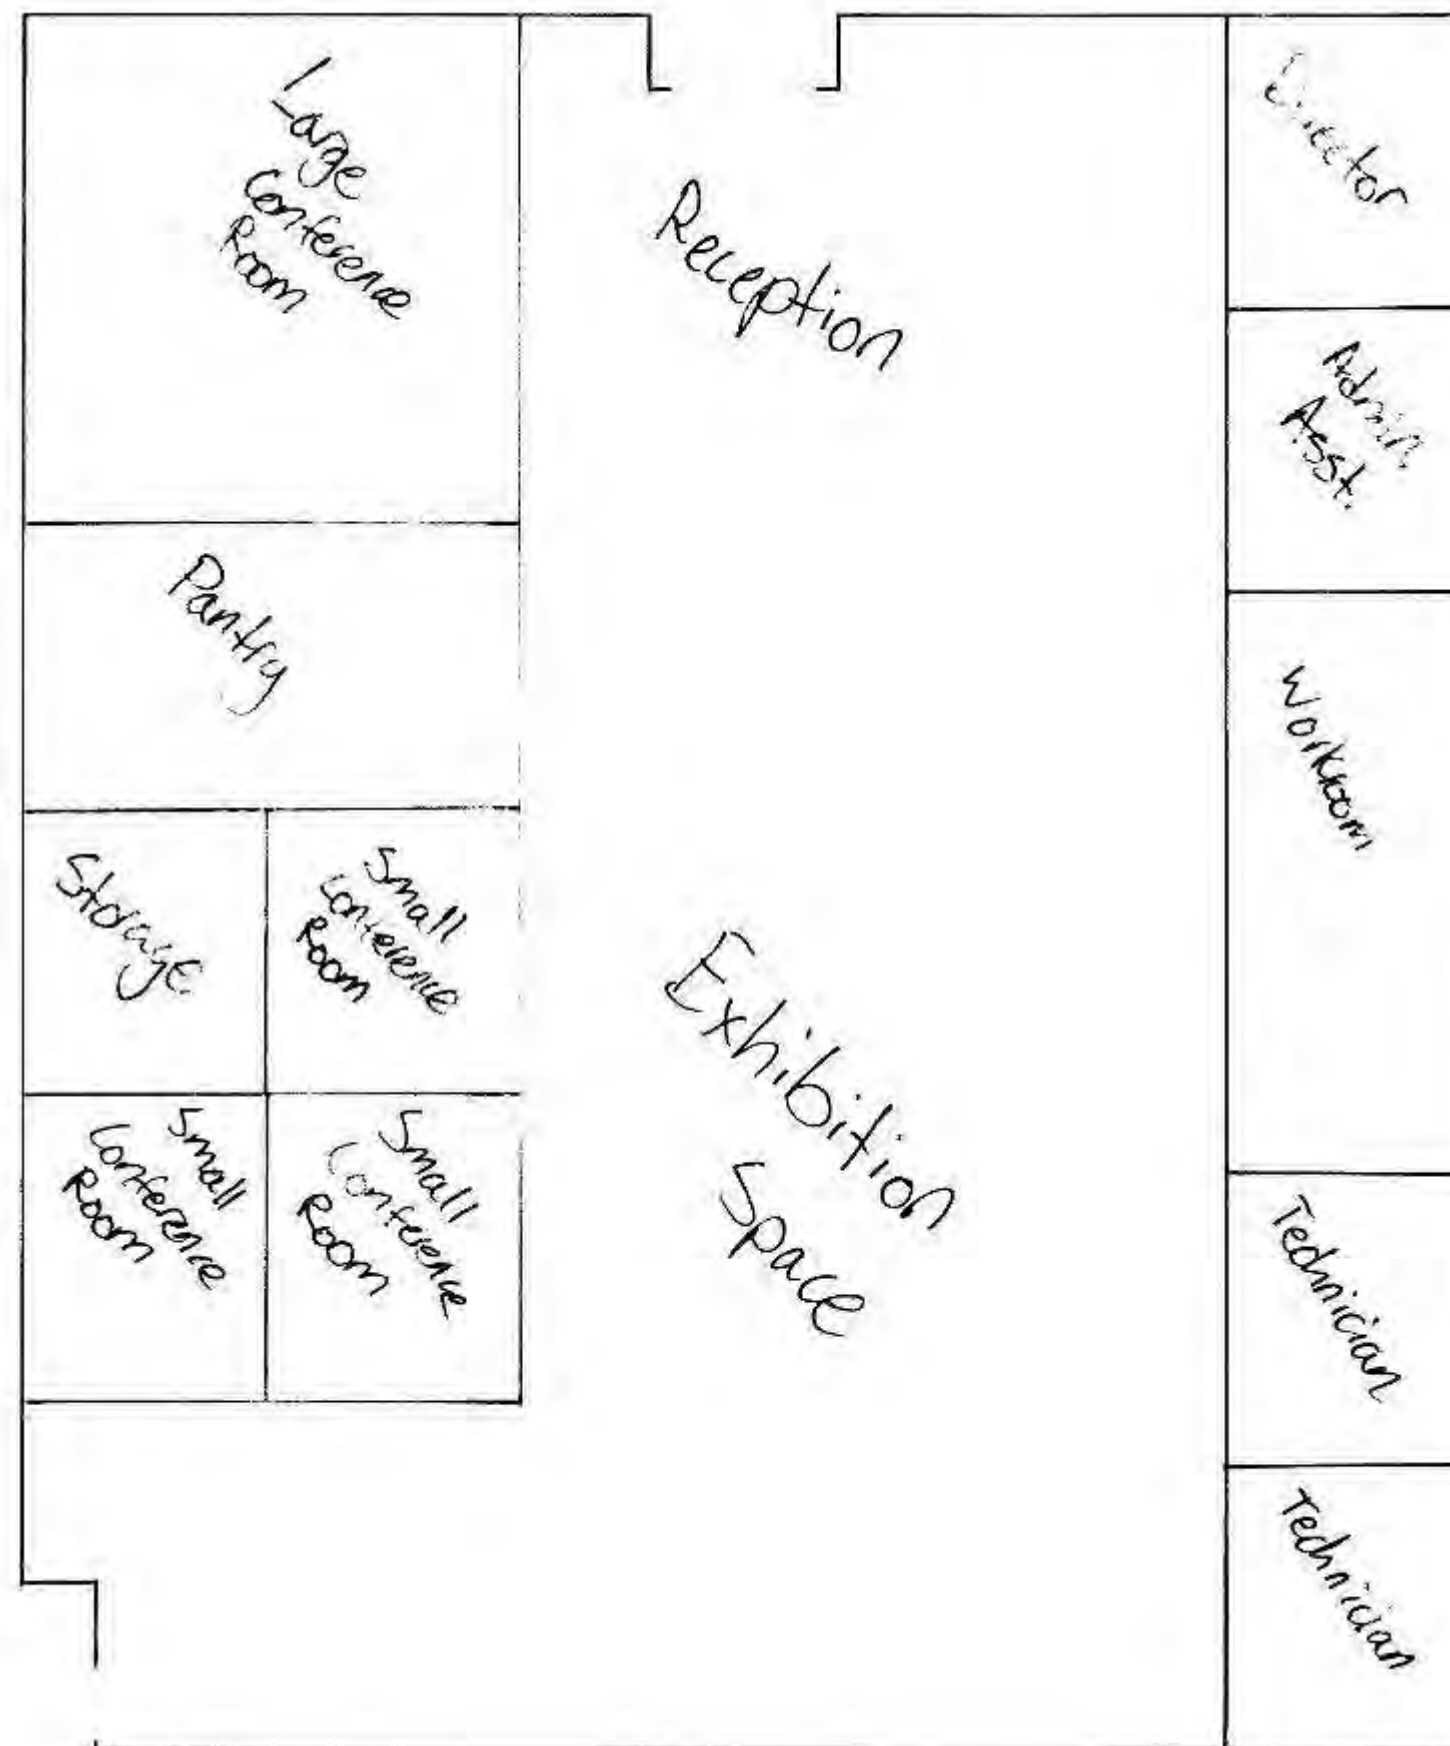 Large
Conference
Room
Reception
Director
Admin.
Asst.
Pantry
Workroom
Storage
Small
Conference
Room
Exhibition
Space
Small
Conference
Room
Small
Conference
Room
Technician
Technician